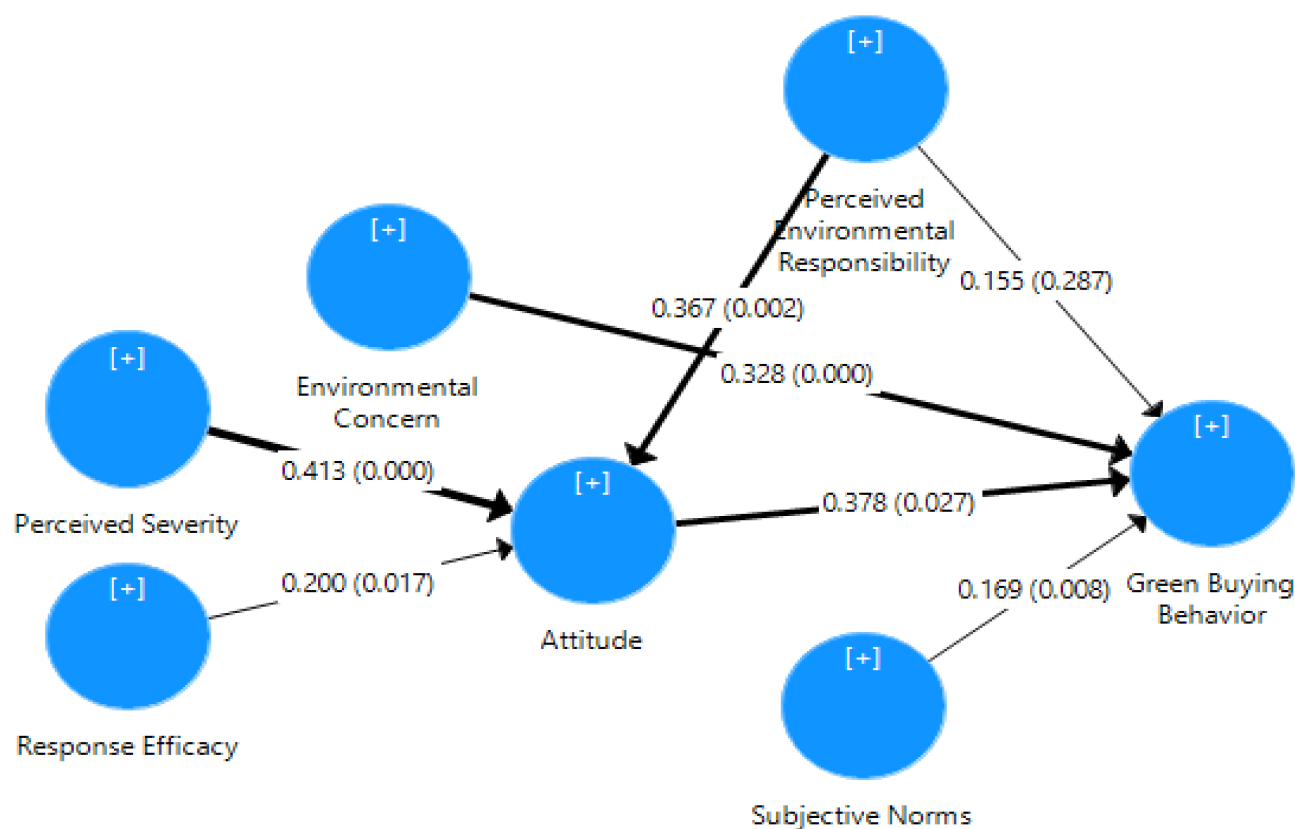 [+]
Perceived
Environmental
Responsibility
[+]
Environmental
Concern
0.155 (0.287)
0.367 (0.002)
0.328 (0.000)
[+]
Perceived Severity
0.413 (0.000)
[+]
Attitude
0.378 (0.027)
[+]
Green Buying
Behavior
[+]
Response Efficacy
0.200 (0.017)
0.169 (0.008)
[+]
Subjective Norms